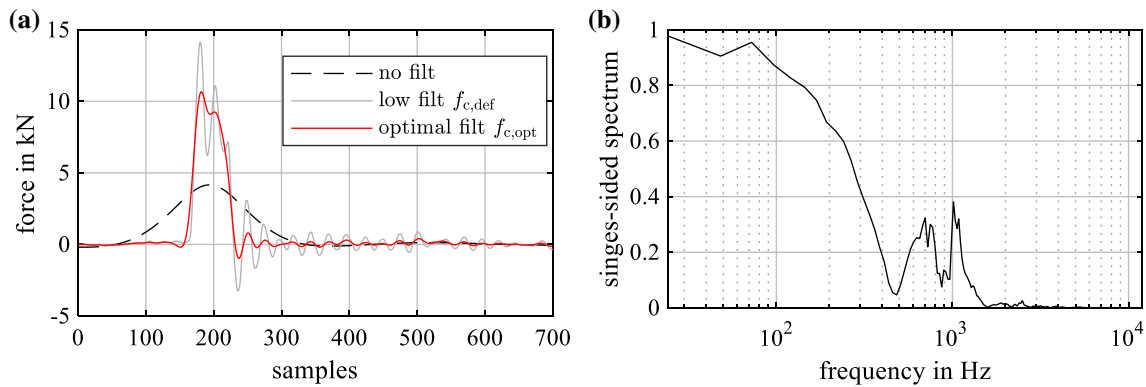 (a)
15
10
5
0
-5
force in kN
no filt
low filt f_c,def
optimal filt f_c,opt
0 100 200 300 400 500 600 700
samples
(b)
1
0.8
0.6
0.4
0.2
0
singes-sided spectrum
10^2 10^3 10^4
frequency in Hz